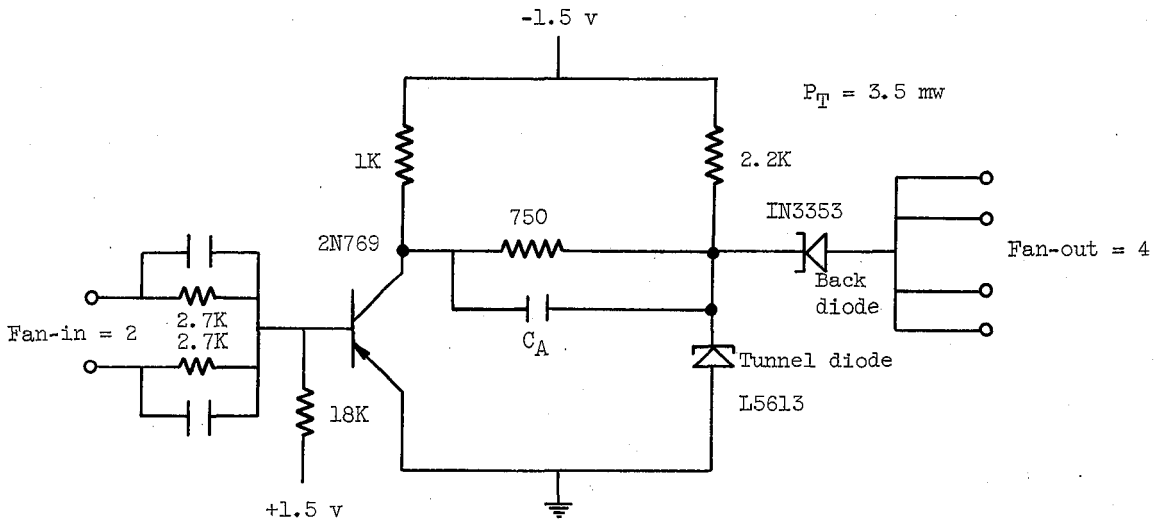 -1.5 v
P_T = 3.5 mw
1K
2.2K
IN3353
2N769
750
Fan-out = 4
Back
diode
2.7K
Fan-in = 2
2.7K
C_A
Tunnel diode
18K
L5613
+1.5 v